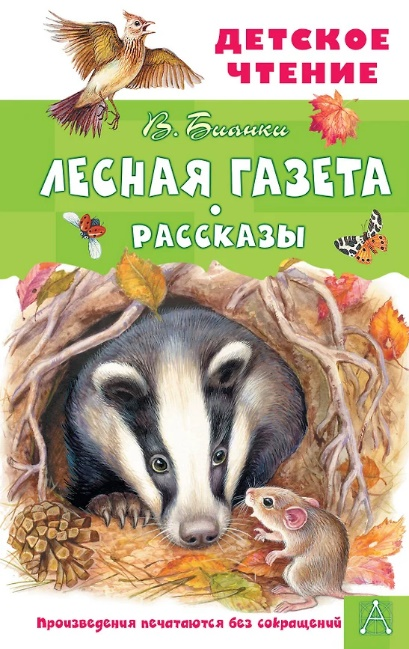 ДЕТСКОЕ
ЧТЕНИЕ
В. Бианки
ЛЕСНАЯ ГАЗЕТА
•
РАССКАЗЫ
Произведения печатаются без сокращений